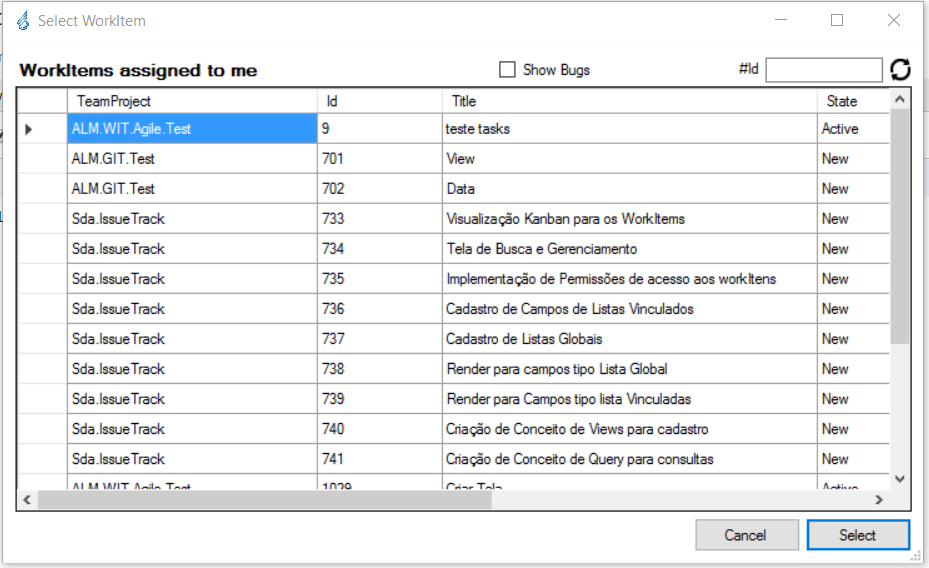 Select WorkItem
WorkItems assigned to me Show Bugs #Id
TeamProject Id Title State
ALM.WIT.Agile.Test 9 teste tasks Active
ALM.GIT.Test 701 View New
ALM.GIT.Test 702 Data New
Sda.IssueTrack 733 Visualização Kanban para os WorkItems New
Sda.IssueTrack 734 Tela de Busca e Gerenciamento New
Sda.IssueTrack 735 Implementação de Permissões de acesso aos workItens New
Sda.IssueTrack 736 Cadastro de Campos de Listas Vinculados New
Sda.IssueTrack 737 Cadastro de Listas Globais New
Sda.IssueTrack 738 Render para campos tipo Lista Global New
Sda.IssueTrack 739 Render para Campos tipo lista Vinculadas New
Sda.IssueTrack 740 Criação de Conceito de Views para cadastro New
Sda.IssueTrack 741 Criação de Conceito de Query para consultas New
ALM.WIT.Agile.Test 1029 Criar Tela Active
Cancel Select